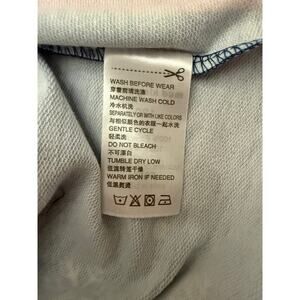 WASH BEFORE WEAR
穿着前请洗涤
MACHINE WASH COLD
冷水机洗
SEPARATELY OR WITH LIKE COLORS
与相似颜色的衣服一起水洗
GENTLE CYCLE
轻柔洗
DO NOT BLEACH
不可漂白
TUMBLE DRY LOW
低温转笼干燥
WARM IRON IF NEEDED
低温熨烫